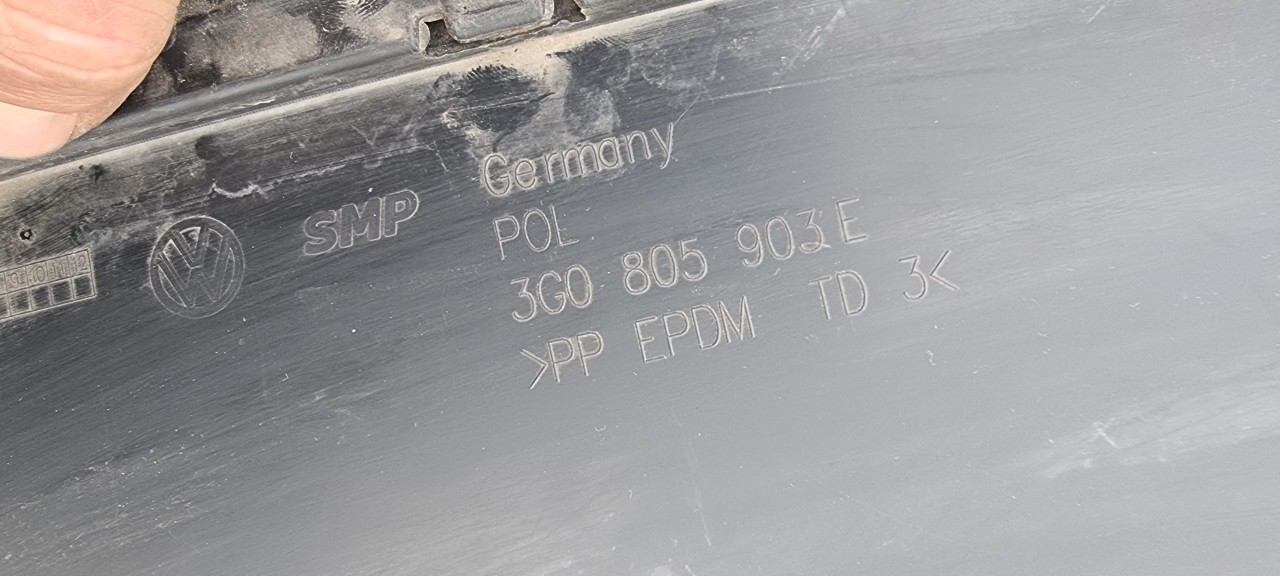 Germany
SMP
POL
3G0 805 903 E
>PP EPDM TD 3<